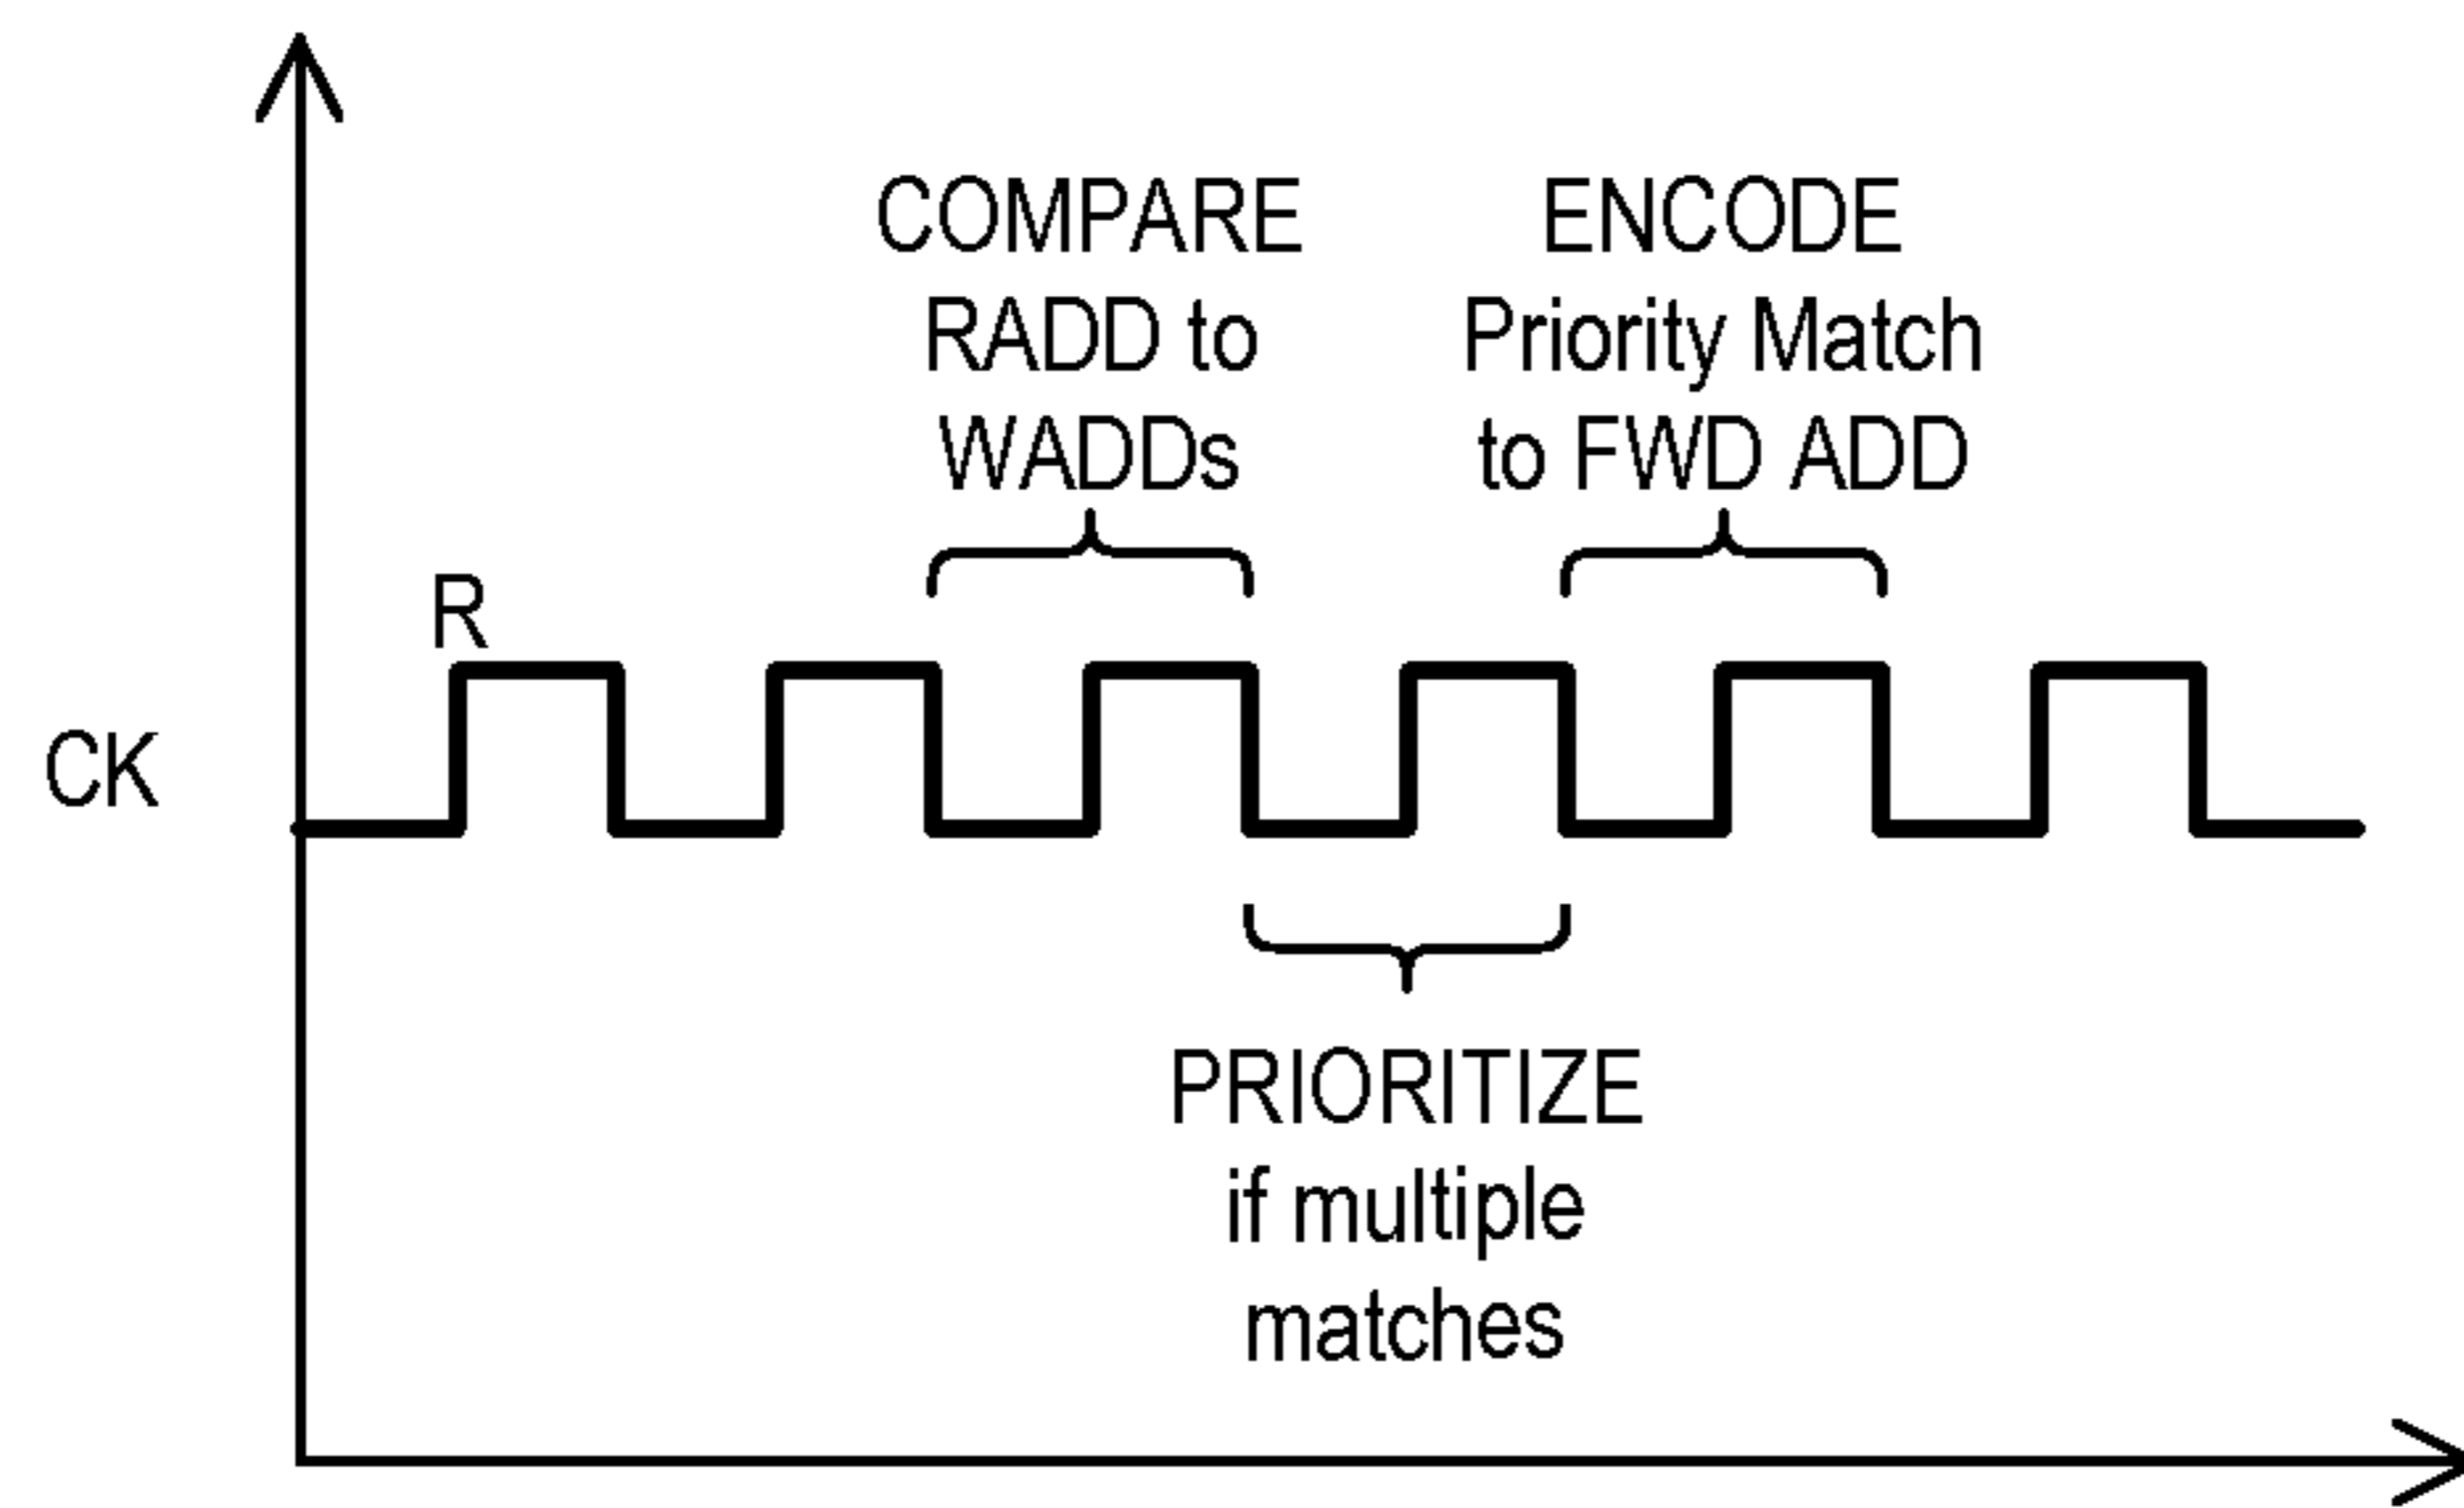 COMPARE
RADD to
WADDs
ENCODE
Priority Match
to FWD ADD
R
CK
PRIORITIZE
if multiple
matches